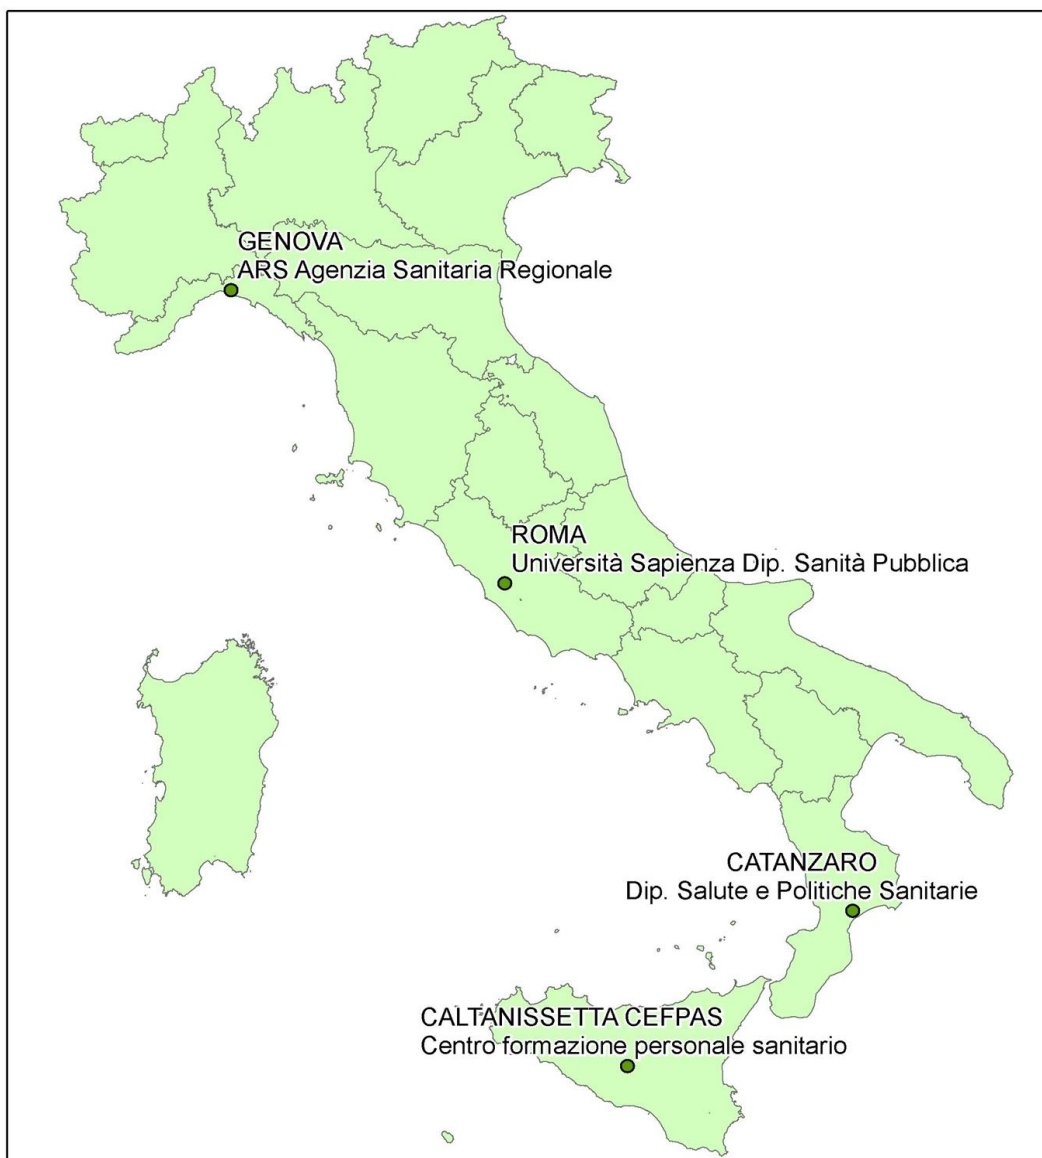 GENOVA
ARS Agenzia Sanitaria Regionale
ROMA
Università Sapienza Dip. Sanità Pubblica
CATANZARO
Dip. Salute e Politiche Sanitarie
CALTANISSETTA CEFPAS
Centro formazione personale sanitario